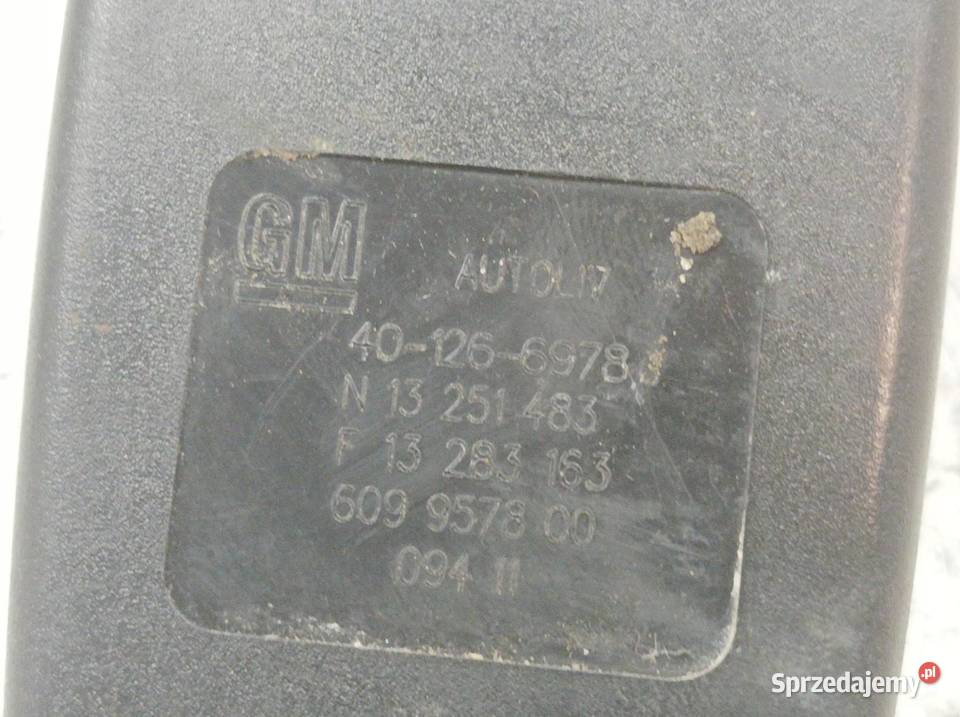 GM
AUTOLIV
40-126-6978
N 13 251 483
F 13 283 163
609 9578 00
094 11
Sprzedajemy.pl